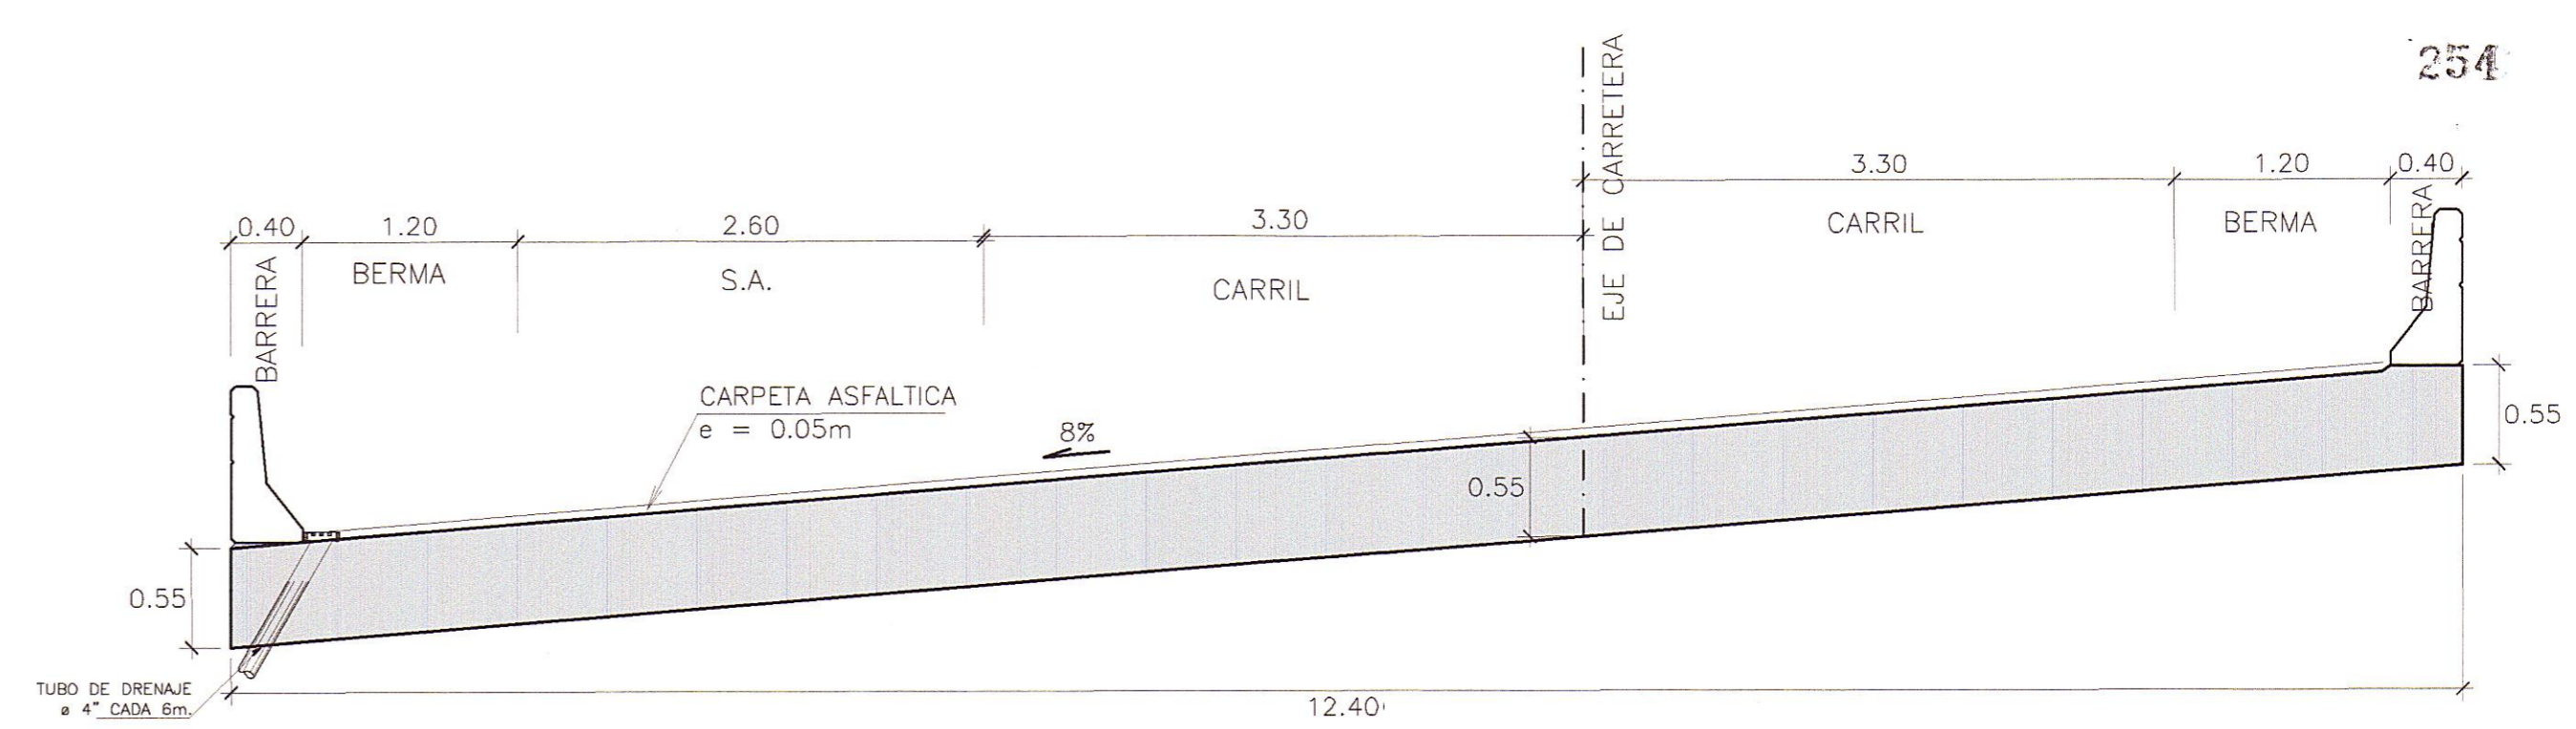 254
EJE DE CARRETERA
3.30
1.20
0.40
CARRIL
BERMA
BARRERA
0.40
1.20
2.60
3.30
BARRERA
BERMA
S.A.
CARRIL
CARPETA ASFALTICA
e = 0.05m
8%
0.55
0.55
0.55
TUBO DE DRENAJE
ø 4" CADA 6m.
12.40